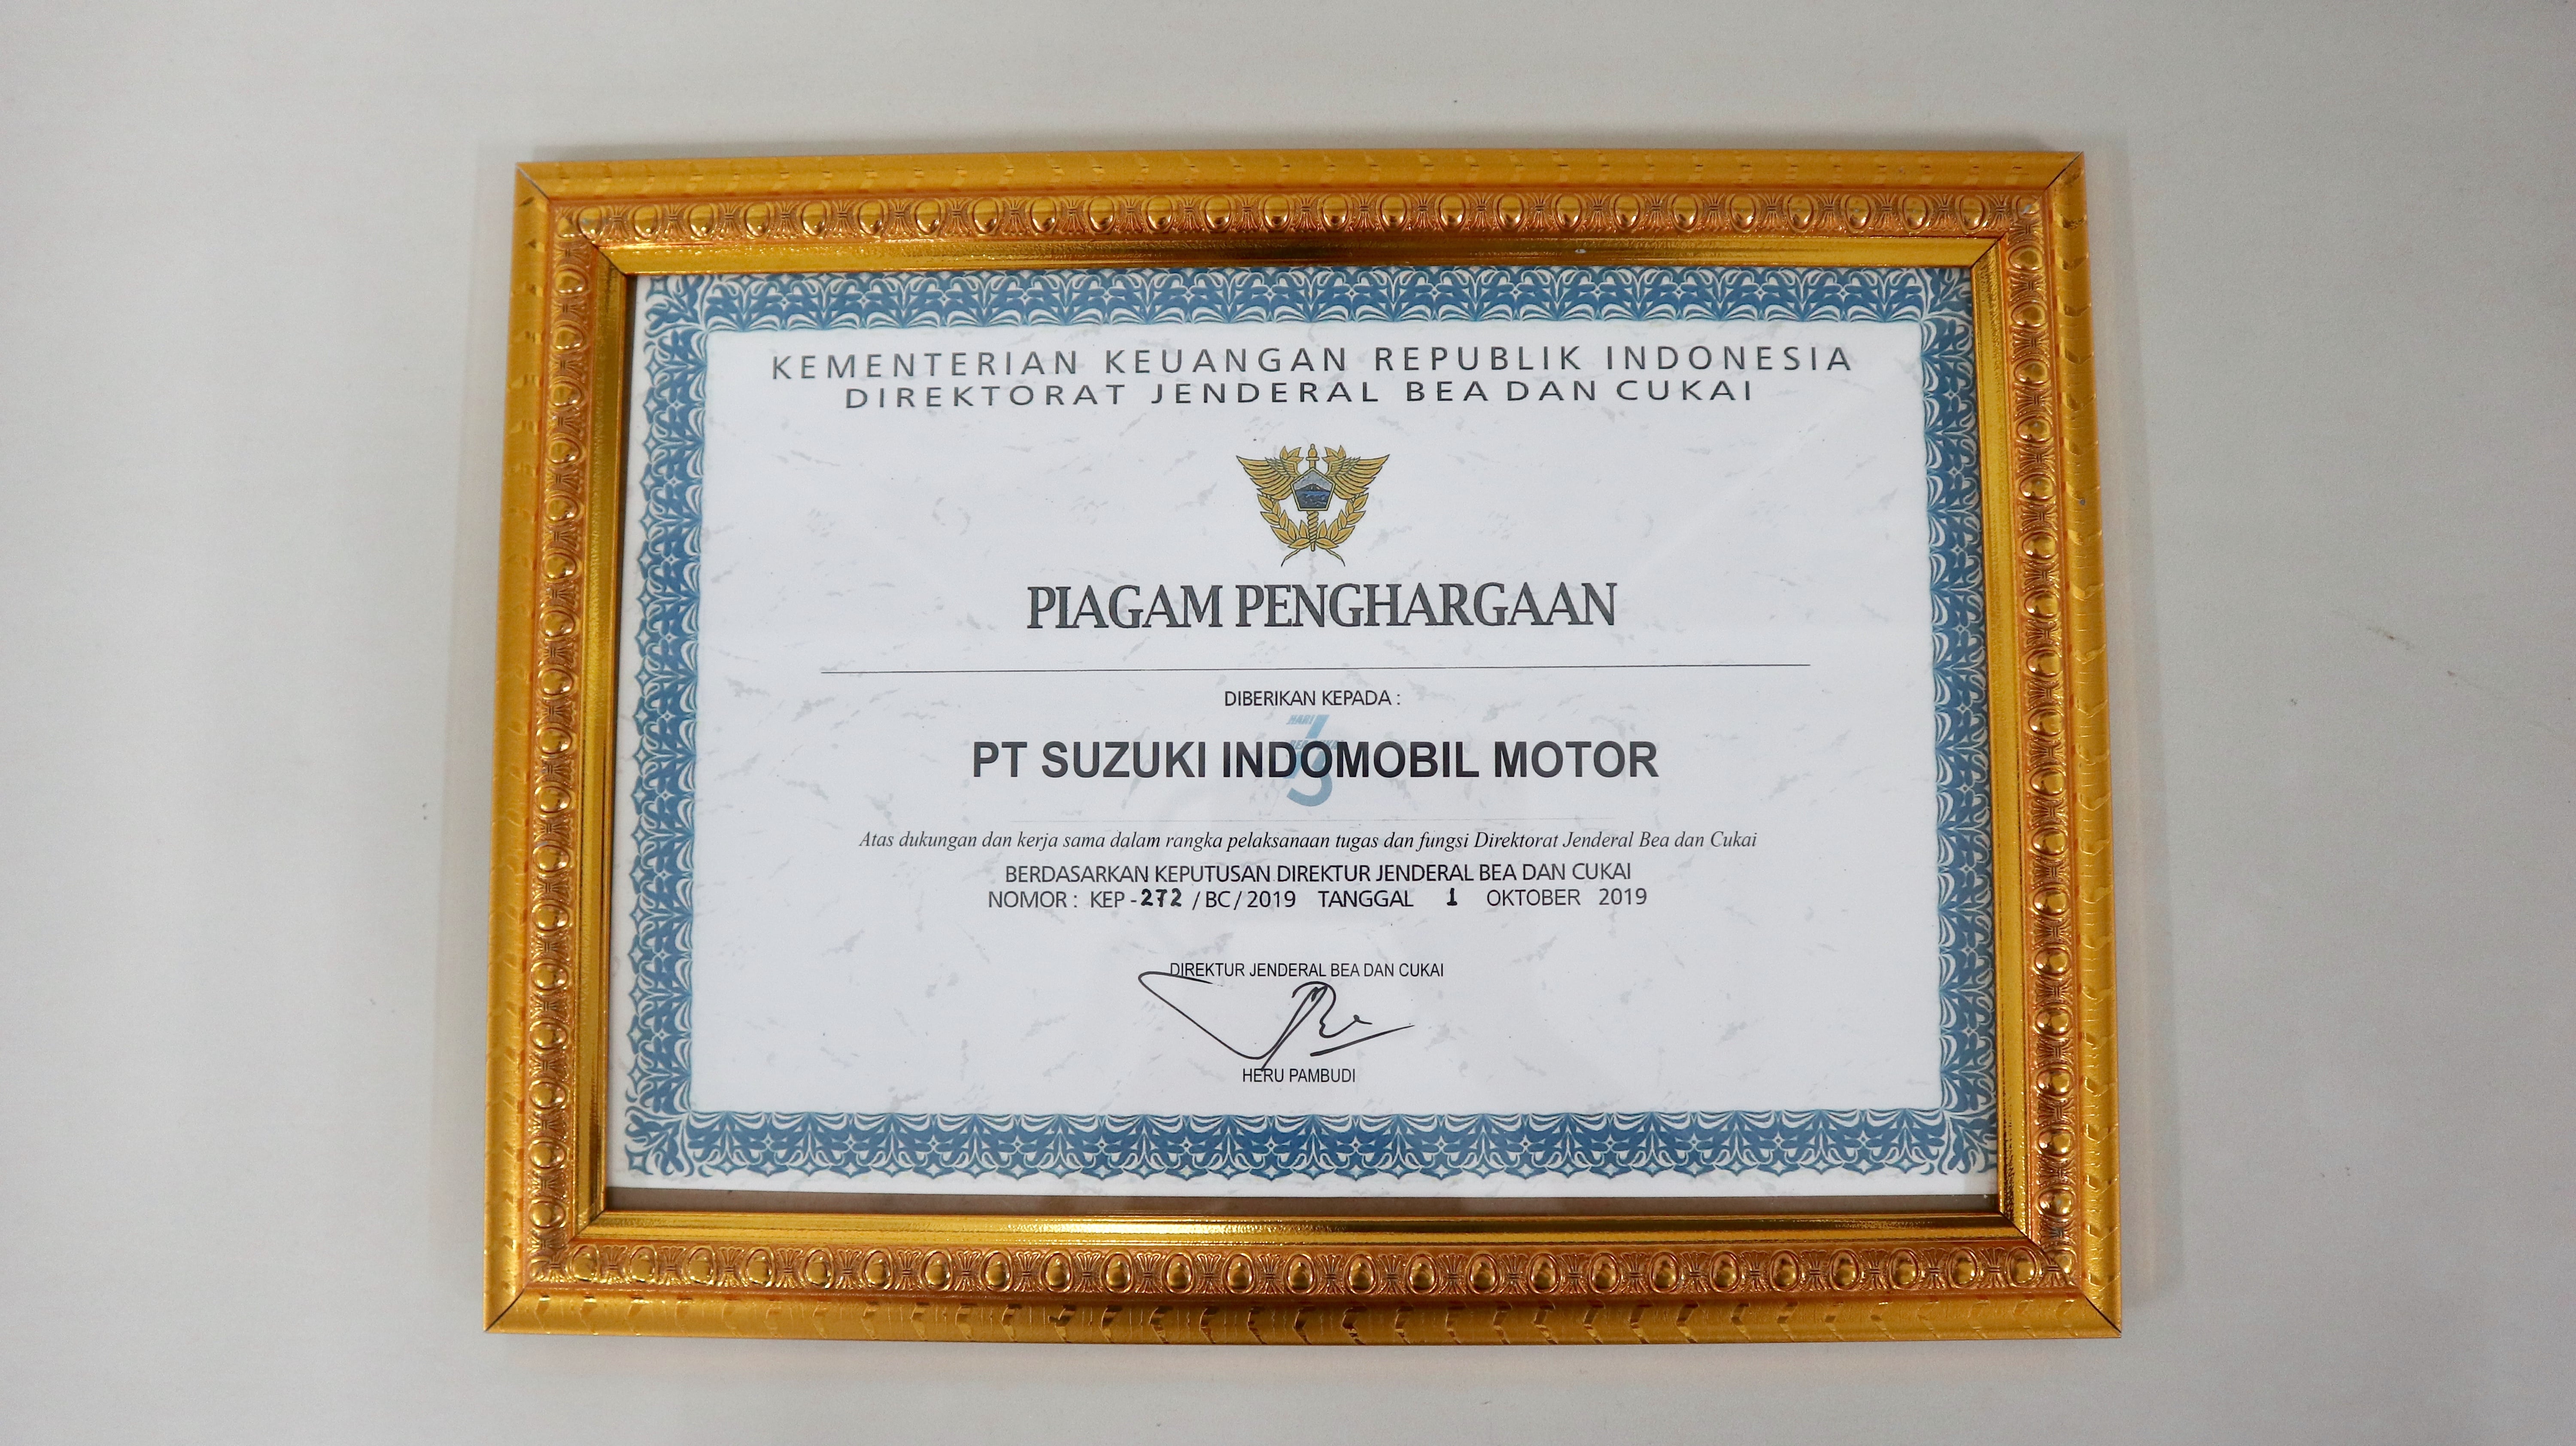 KEMENTERIAN KEUANGAN REPUBLIK INDONESIA
DIREKTORAT JENDERAL BEA DAN CUKAI
PIAGAM PENGHARGAAN
DIBERIKAN KEPADA :
HARI
PT SUZUKI INDOMOBIL MOTOR
Atas dukungan dan kerja sama dalam rangka pelaksanaan tugas dan fungsi Direktorat Jenderal Bea dan Cukai
BERDASARKAN KEPUTUSAN DIREKTUR JENDERAL BEA DAN CUKAI
NOMOR : KEP - 272 / BC / 2019 TANGGAL 1 OKTOBER 2019
DIREKTUR JENDERAL BEA DAN CUKAI
HERU PAMBUDI